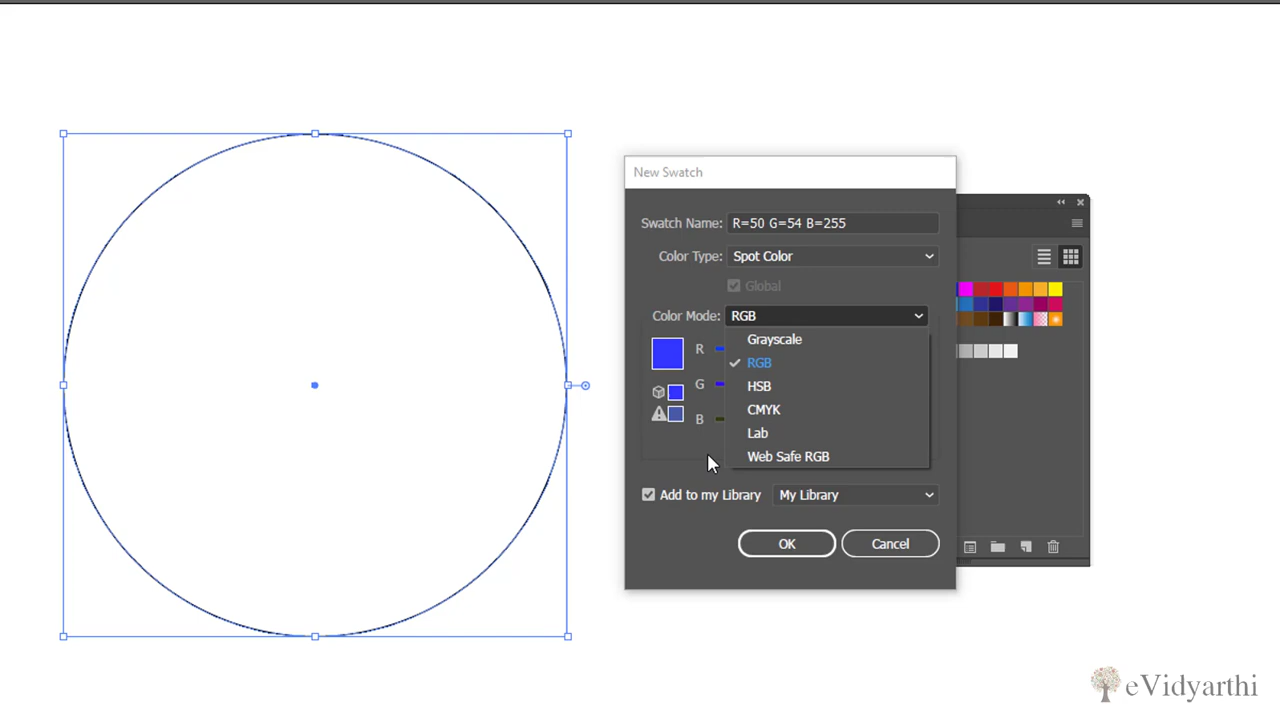 New Swatch
Swatch Name: R=50 G=54 B=255
Color Type: Spot Color
Global
Color Mode: RGB
Grayscale
R
RGB
HSB
G
CMYK
B
Lab
Web Safe RGB
Add to my Library My Library
OK Cancel
eVidyarthi